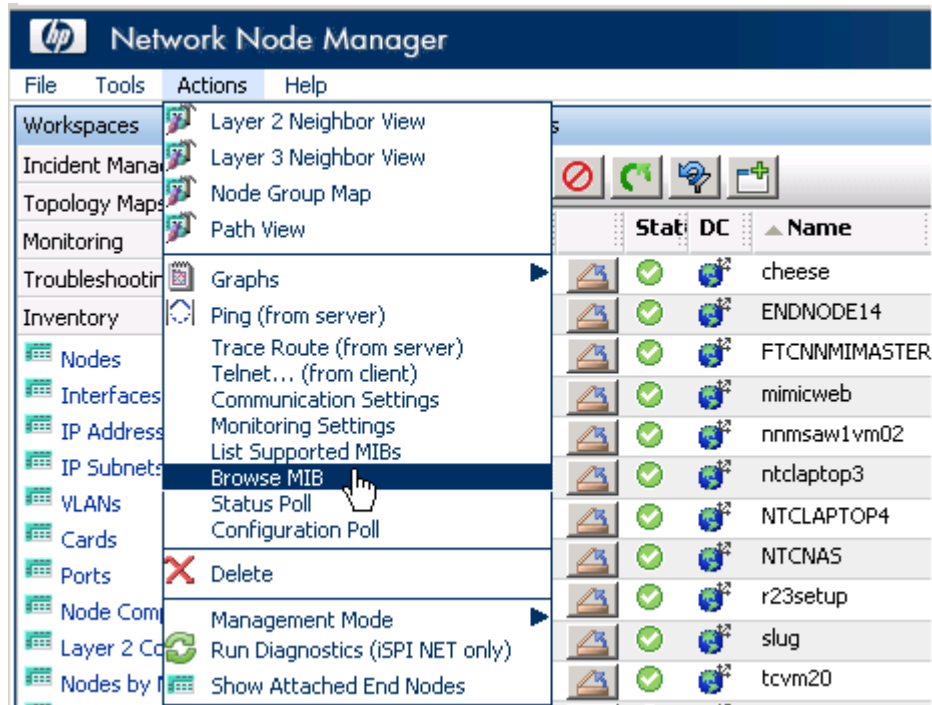 hp Network Node Manager
File Tools Actions Help
Workspaces
Incident Mana
Topology Maps
Monitoring
Troubleshootin
Inventory
Nodes
Interfaces
IP Address
IP Subnets
VLANs
Cards
Ports
Node Comp
Layer 2 Co
Nodes by M
Layer 2 Neighbor View
Layer 3 Neighbor View
Node Group Map
Path View
Graphs
Ping (from server)
Trace Route (from server)
Telnet... (from client)
Communication Settings
Monitoring Settings
List Supported MIBs
Browse MIB
Status Poll
Configuration Poll
Delete
Management Mode
Run Diagnostics (iSPI NET only)
Show Attached End Nodes
s
Stat DC Name
cheese
ENDNODE14
FTCNNMIMASTER
mimicweb
nnmsaw1vm02
ntclaptop3
NTCLAPTOP4
NTCNAS
r23setup
slug
tcvm20